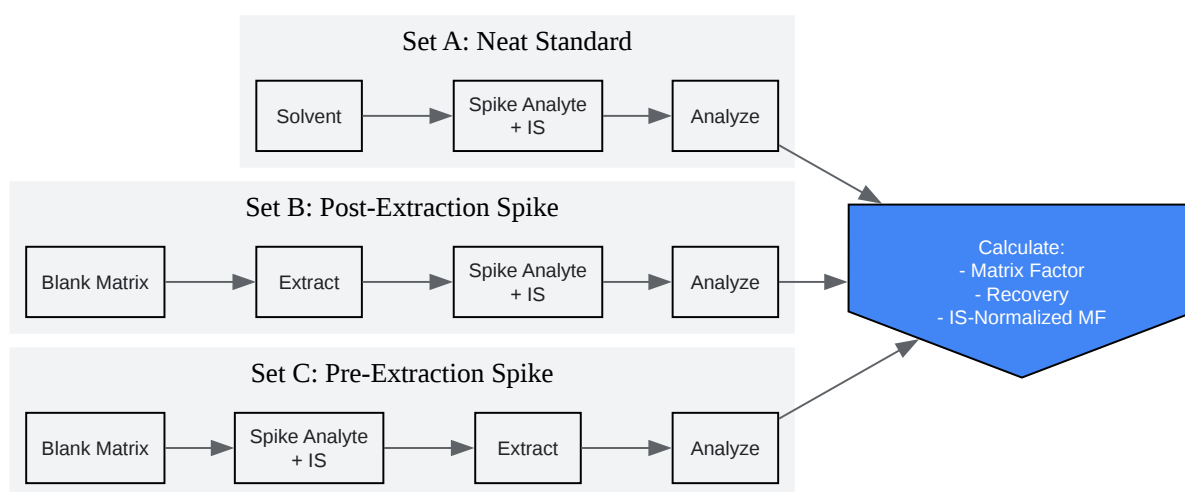 Set A: Neat Standard
Solvent
Spike Analyte
+ IS
Analyze
Set B: Post-Extraction Spike
Blank Matrix
Extract
Spike Analyte
+ IS
Analyze
Set C: Pre-Extraction Spike
Blank Matrix
Spike Analyte
+ IS
Extract
Analyze
Calculate:
- Matrix Factor
- Recovery
- IS-Normalized MF